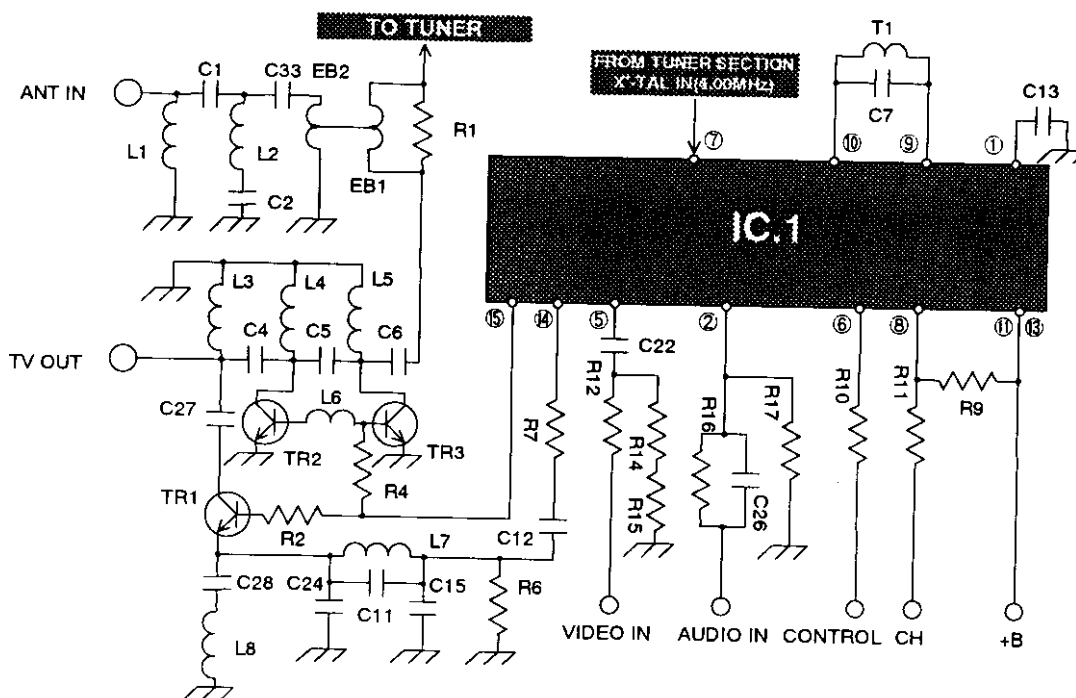 TO TUNER
T1
FROM TUNER SECTION
X'-TAL IN(4.00MHz)
C7
C13
ANT IN
C1
C33
EB2
R1
L1
L2
C2
EB1
⑦
⑩
⑨
①
IC.1
L3
L4
L5
TV OUT
C4
C5
C6
⑮
⑭
⑤
②
⑥
⑧
⑪
⑬
C22
R12
R14
R15
R16
R17
C26
R10
R11
R9
R7
C27
L6
TR2
TR3
R4
TR1
R2
L7
C12
C28
C24
C11
C15
R6
L8
VIDEO IN
AUDIO IN
CONTROL
CH
+B